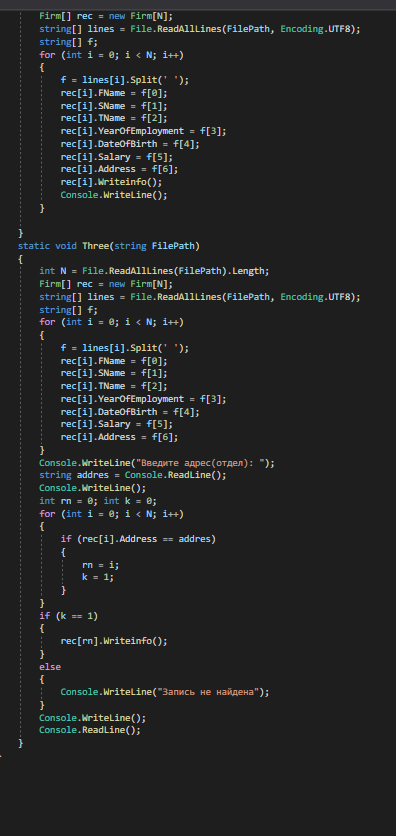 Firm[] rec = new Firm[N];
string[] lines = File.ReadAllLines(FilePath, Encoding.UTF8);
string[] f;
for (int i = 0; i < N; i++)
{
f = lines[i].Split(' ');
rec[i].FName = f[0];
rec[i].SName = f[1];
rec[i].TName = f[2];
rec[i].YearOfEmployment = f[3];
rec[i].DateOfBirth = f[4];
rec[i].Salary = f[5];
rec[i].Address = f[6];
rec[i].Writeinfo();
Console.WriteLine();
}
}
static void Three(string FilePath)
{
int N = File.ReadAllLines(FilePath).Length;
Firm[] rec = new Firm[N];
string[] lines = File.ReadAllLines(FilePath, Encoding.UTF8);
string[] f;
for (int i = 0; i < N; i++)
{
f = lines[i].Split(' ');
rec[i].FName = f[0];
rec[i].SName = f[1];
rec[i].TName = f[2];
rec[i].YearOfEmployment = f[3];
rec[i].DateOfBirth = f[4];
rec[i].Salary = f[5];
rec[i].Address = f[6];
}
Console.WriteLine("Введите адрес(отдел): ");
string addres = Console.ReadLine();
Console.WriteLine();
int rn = 0; int k = 0;
for (int i = 0; i < N; i++)
{
if (rec[i].Address == addres)
{
rn = i;
k = 1;
}
}
if (k == 1)
{
rec[rn].Writeinfo();
}
else
{
Console.WriteLine("Запись не найдена");
}
Console.WriteLine();
Console.ReadLine();
}